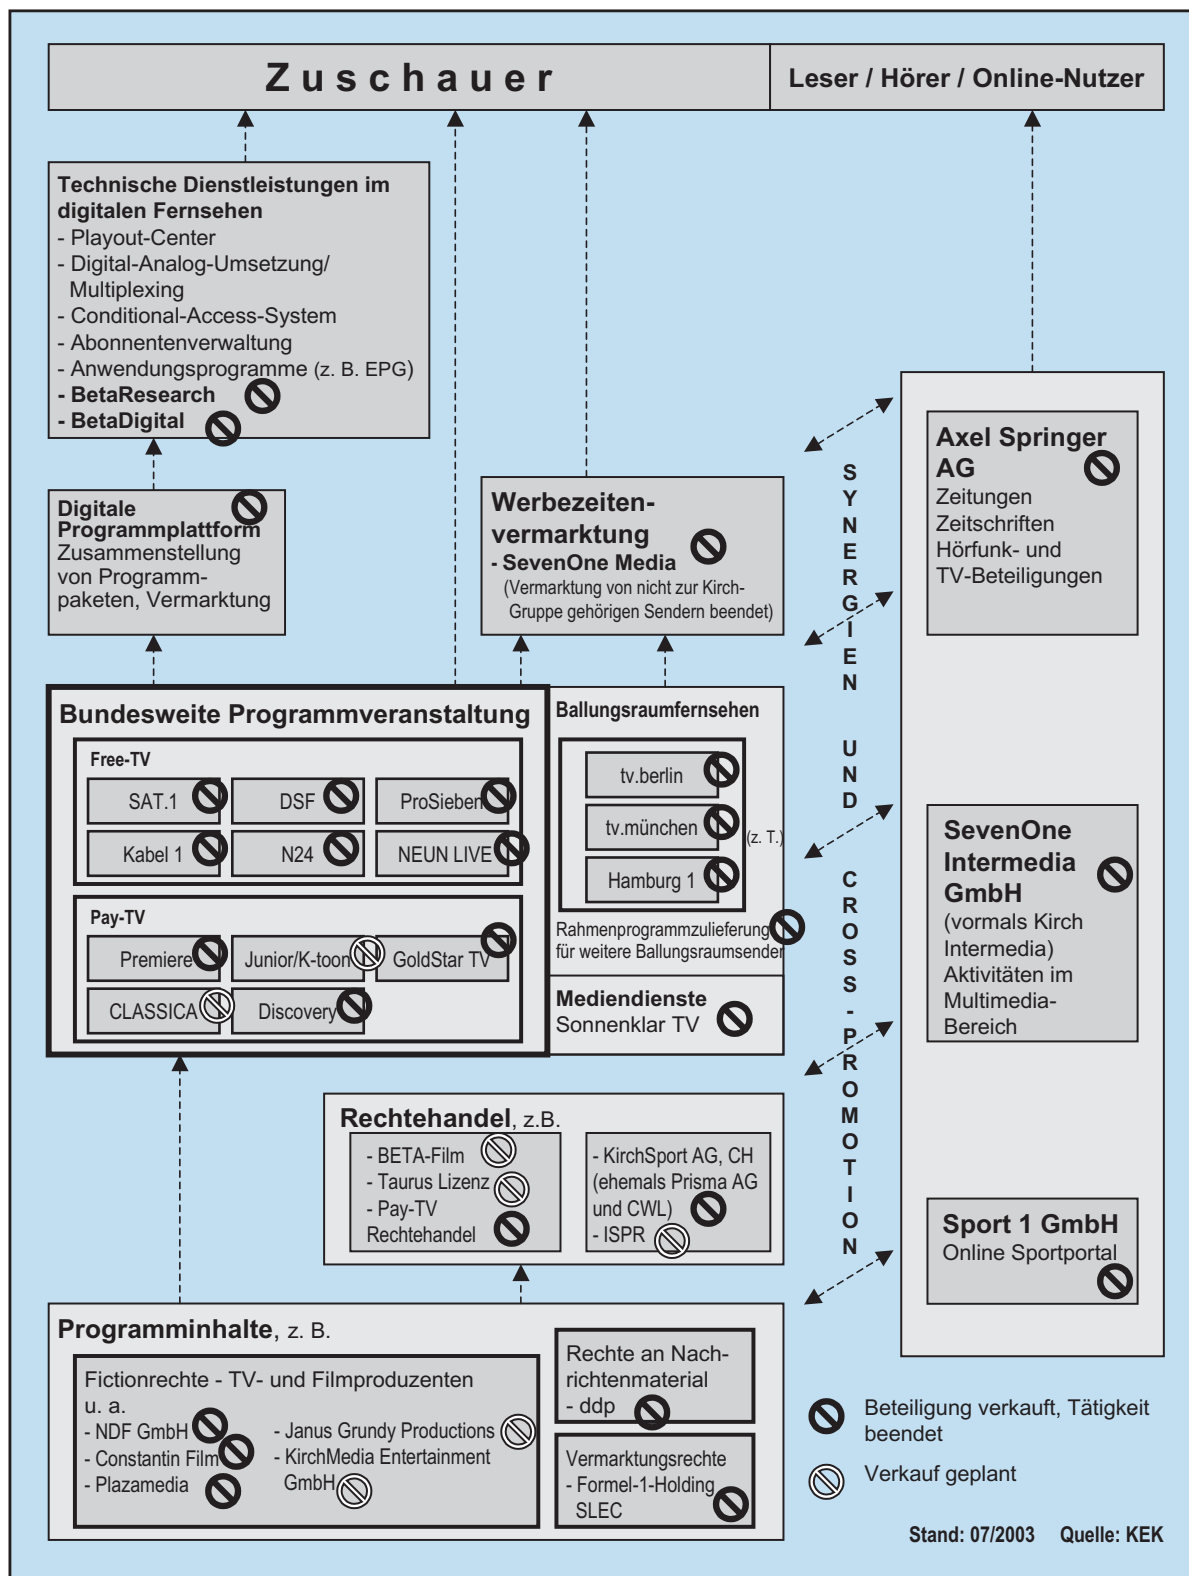 Zuschauer
Leser / Hörer / Online-Nutzer
Technische Dienstleistungen im
digitalen Fernsehen
- Playout-Center
- Digital-Analog-Umsetzung/
Multiplexing
- Conditional-Access-System
- Abonnentenverwaltung
- Anwendungsprogramme (z. B. EPG)
- BetaResearch
- BetaDigital
Digitale
Programmplattform
Zusammenstellung
von Programm-
paketen, Vermarktung
Werbezeiten-
vermarktung
- SevenOne Media
(Vermarktung von nicht zur Kirch-
Gruppe gehörigen Sendern beendet)
SYNERGIEN UND CROSS-PROMOTION
Axel Springer
AG
Zeitungen
Zeitschriften
Hörfunk- und
TV-Beteiligungen
Bundesweite Programmveranstaltung
Free-TV
SAT.1
DSF
ProSieben
Kabel 1
N24
NEUN LIVE
Pay-TV
Premiere
Junior/K-toon
GoldStar TV
CLASSICA
Discovery
Ballungsraumfernsehen
tv.berlin
tv.münchen
(z. T.)
Hamburg 1
Rahmenprogrammzulieferung
für weitere Ballungsraumsender
Mediendienste
Sonnenklar TV
SevenOne
Intermedia
GmbH
(vormals Kirch
Intermedia)
Aktivitäten im
Multimedia-
Bereich
Rechtehandel, z.B.
- BETA-Film
- Taurus Lizenz
- Pay-TV
Rechtehandel
- KirchSport AG, CH
(ehemals Prisma AG
und CWL)
- ISPR
Sport 1 GmbH
Online Sportportal
Programminhalte, z. B.
Fictionrechte - TV- und Filmproduzenten
u. a.
- NDF GmbH
- Constantin Film
- Plazamedia
- Janus Grundy Productions
- KirchMedia Entertainment
GmbH
Rechte an Nach-
richtenmaterial
- ddp
Vermarktungsrechte
- Formel-1-Holding
SLEC
Beteiligung verkauft, Tätigkeit
beendet
Verkauf geplant
Stand: 07/2003 Quelle: KEK